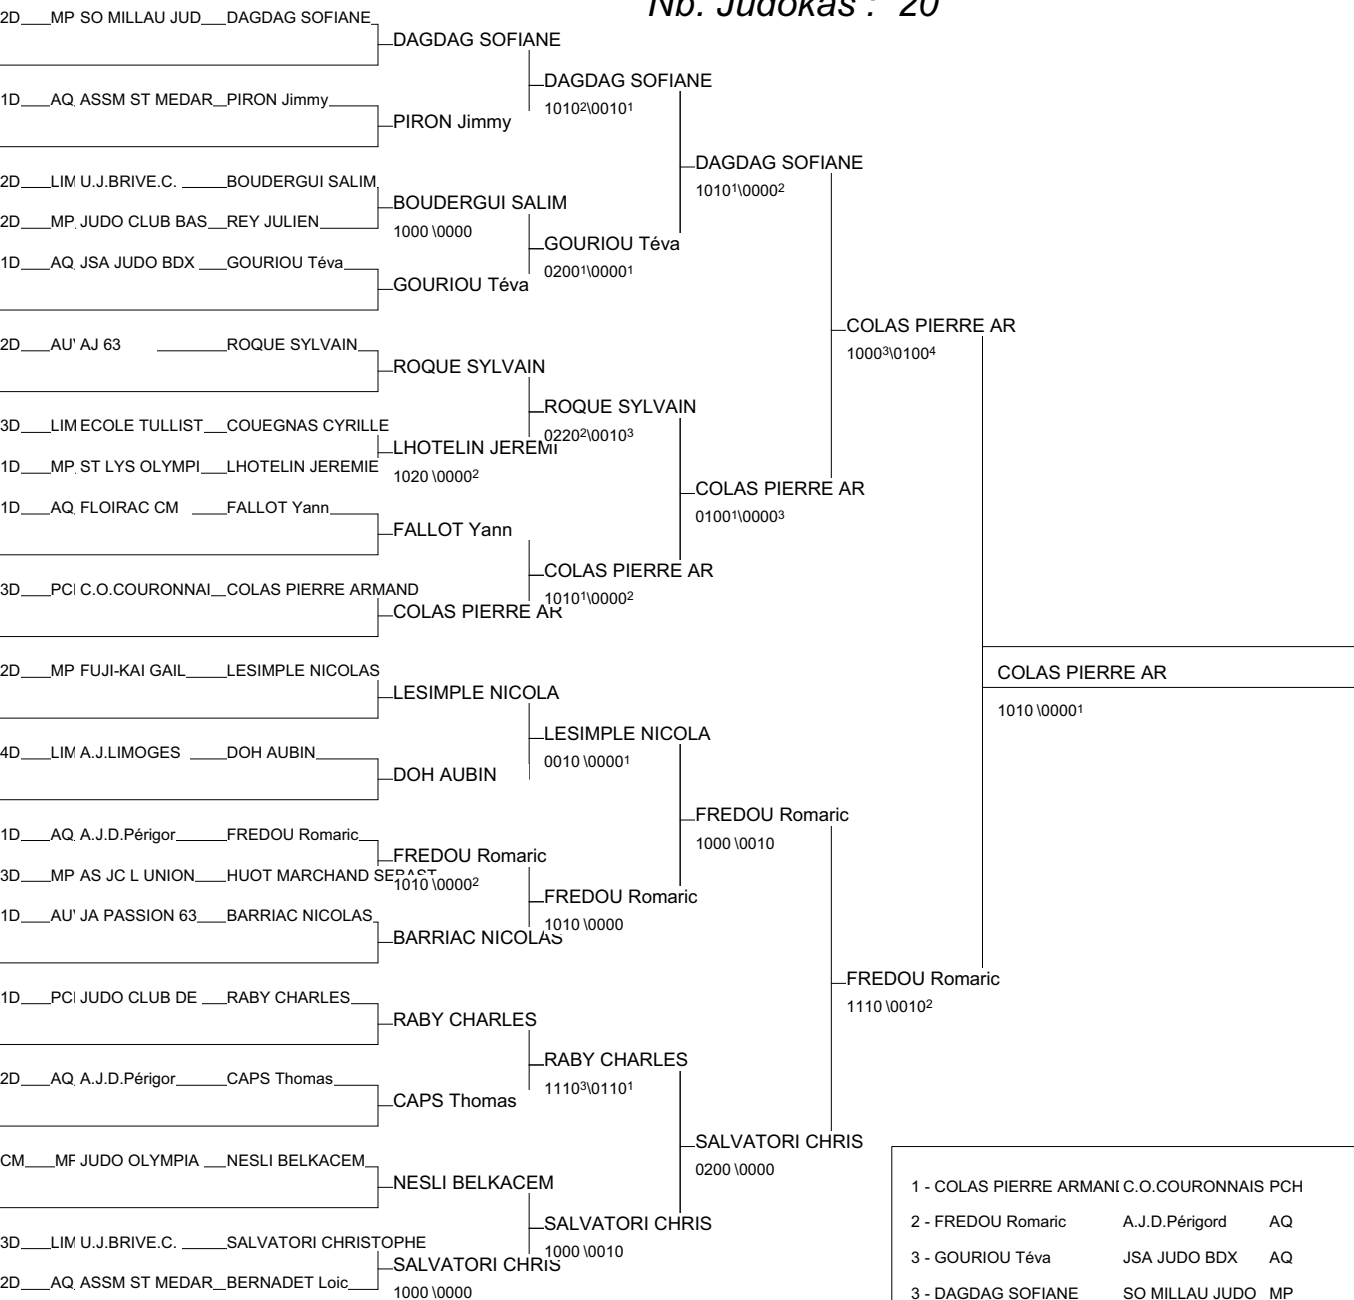 Nb. Judokas : 20
2D MP SO MILLAU JUD DAGDAG SOFIANE
DAGDAG SOFIANE
DAGDAG SOFIANE
1D AQ ASSM ST MEDAR PIRON Jimmy
1010²\0010¹
PIRON Jimmy
DAGDAG SOFIANE
2D LIM U.J.BRIVE.C. BOUDERGUI SALIM
1010¹\0000²
BOUDERGUI SALIM
2D MP JUDO CLUB BAS REY JULIEN
1000 \0000
GOURIOU Téva
1D AQ JSA JUDO BDX GOURIOU Téva
0200¹\0000¹
GOURIOU Téva
COLAS PIERRE AR
2D AU AJ 63 ROQUE SYLVAIN
1000³\0100⁴
ROQUE SYLVAIN
ROQUE SYLVAIN
3D LIM ECOLE TULLIST COUEGNAS CYRILLE
0220²\0010³
LHOTELIN JEREMI
1D MP ST LYS OLYMPI LHOTELIN JEREMIE
1020 \0000²
COLAS PIERRE AR
1D AQ FLOIRAC CM FALLOT Yann
0100¹\0000³
FALLOT Yann
COLAS PIERRE AR
3D PC C.O.COURONNAI COLAS PIERRE ARMAND
1010¹\0000²
COLAS PIERRE AR
2D MP FUJI-KAI GAIL LESIMPLE NICOLAS
COLAS PIERRE AR
LESIMPLE NICOLA
1010 \0000¹
LESIMPLE NICOLA
4D LIM A.J.LIMOGES DOH AUBIN
0010 \0000¹
DOH AUBIN
FREDOU Romaric
1D AQ A.J.D.Périgor FREDOU Romaric
1000 \0010
FREDOU Romaric
3D MP AS JC L UNION HUOT MARCHAND SEBAST
1010 \0000²
FREDOU Romaric
1D AU JA PASSION 63 BARRIAC NICOLAS
1010 \0000
BARRIAC NICOLAS
FREDOU Romaric
1D PC JUDO CLUB DE RABY CHARLES
1110 \0010²
RABY CHARLES
RABY CHARLES
2D AQ A.J.D.Périgor CAPS Thomas
1110³\0110¹
CAPS Thomas
SALVATORI CHRIS
CM MP JUDO OLYMPIA NESLI BELKACEM
0200 \0000
NESLI BELKACEM
1 - COLAS PIERRE ARMAND C.O.COURONNAIS PCH
SALVATORI CHRIS
2 - FREDOU Romaric A.J.D.Périgord AQ
3D LIM U.J.BRIVE.C. SALVATORI CHRISTOPHE
1000 \0010
3 - GOURIOU Téva JSA JUDO BDX AQ
SALVATORI CHRIS
2D AQ ASSM ST MEDAR BERNADET Loic
1000 \0000
3 - DAGDAG SOFIANE SO MILLAU JUDO MP